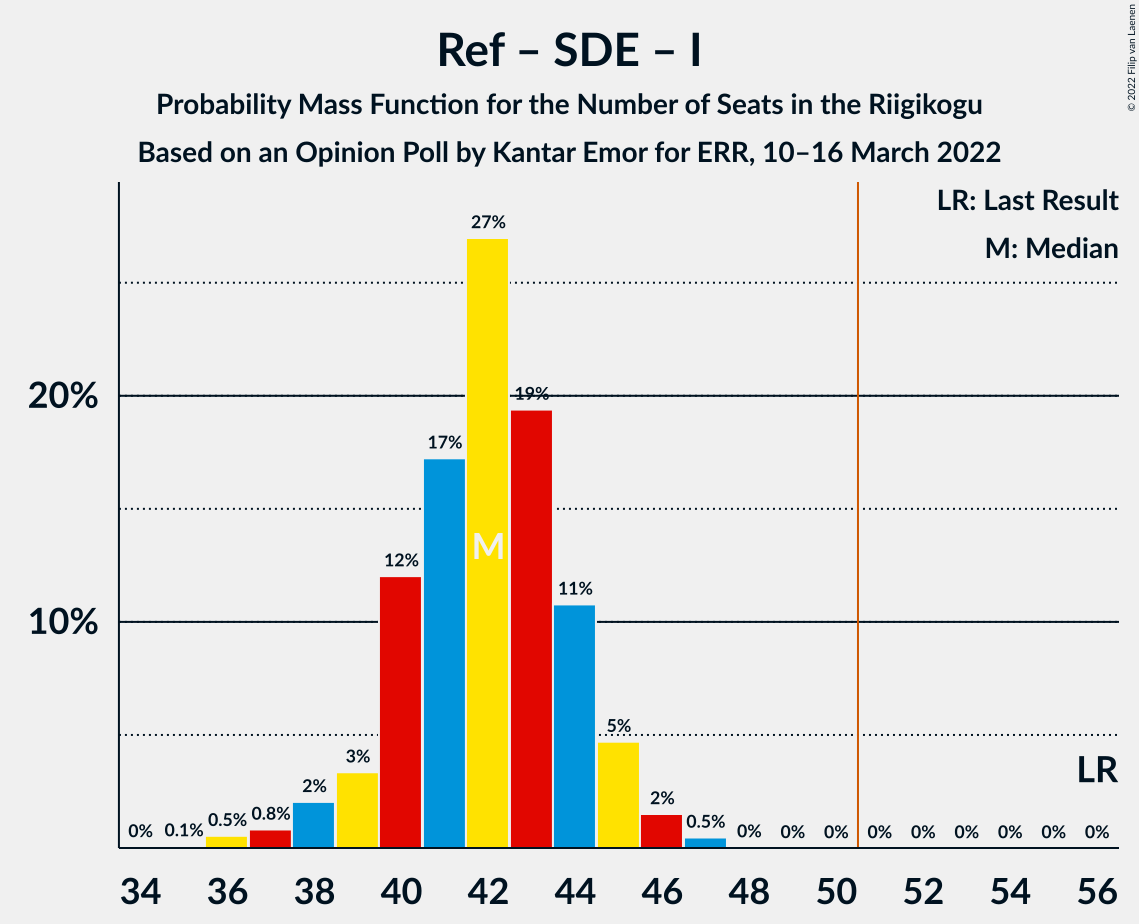 Ref – SDE – I
Probability Mass Function for the Number of Seats in the Riigikogu
Based on an Opinion Poll by Kantar Emor for ERR, 10–16 March 2022
© 2022 Filip van Laenen
LR: Last Result
M: Median
27%
20%
19%
17%
M
12%
11%
10%
5%
3%
2%
2%
LR
0% 0.1% 0.5% 0.8% 0.5% 0% 0% 0% 0% 0% 0% 0% 0% 0%
34 36 38 40 42 44 46 48 50 52 54 56